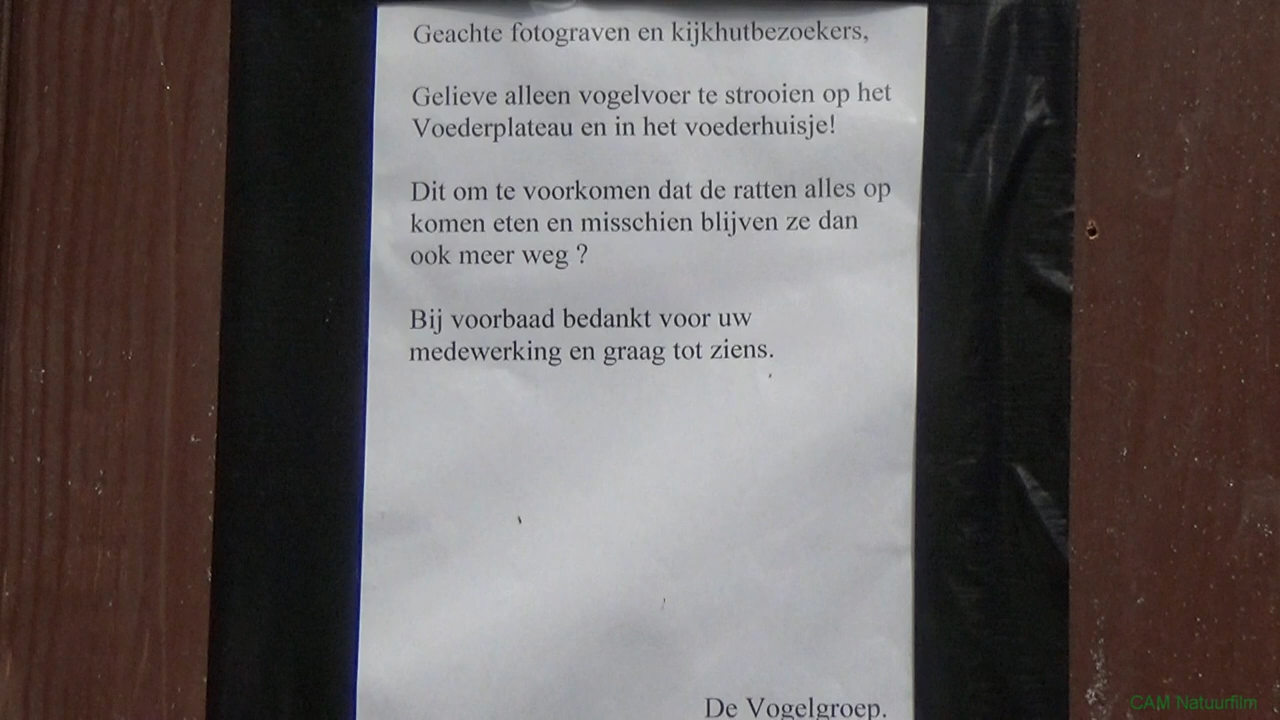 Geachte fotograven en kijkhutbezoekers,
Gelieve alleen vogelvoer te strooien op het
Voederplateau en in het voederhuisje!
Dit om te voorkomen dat de ratten alles op
komen eten en misschien blijven ze dan
ook meer weg ?
Bij voorbaad bedankt voor uw
medewerking en graag tot ziens.
De Vogelgroep.
CAM Natuurfilm